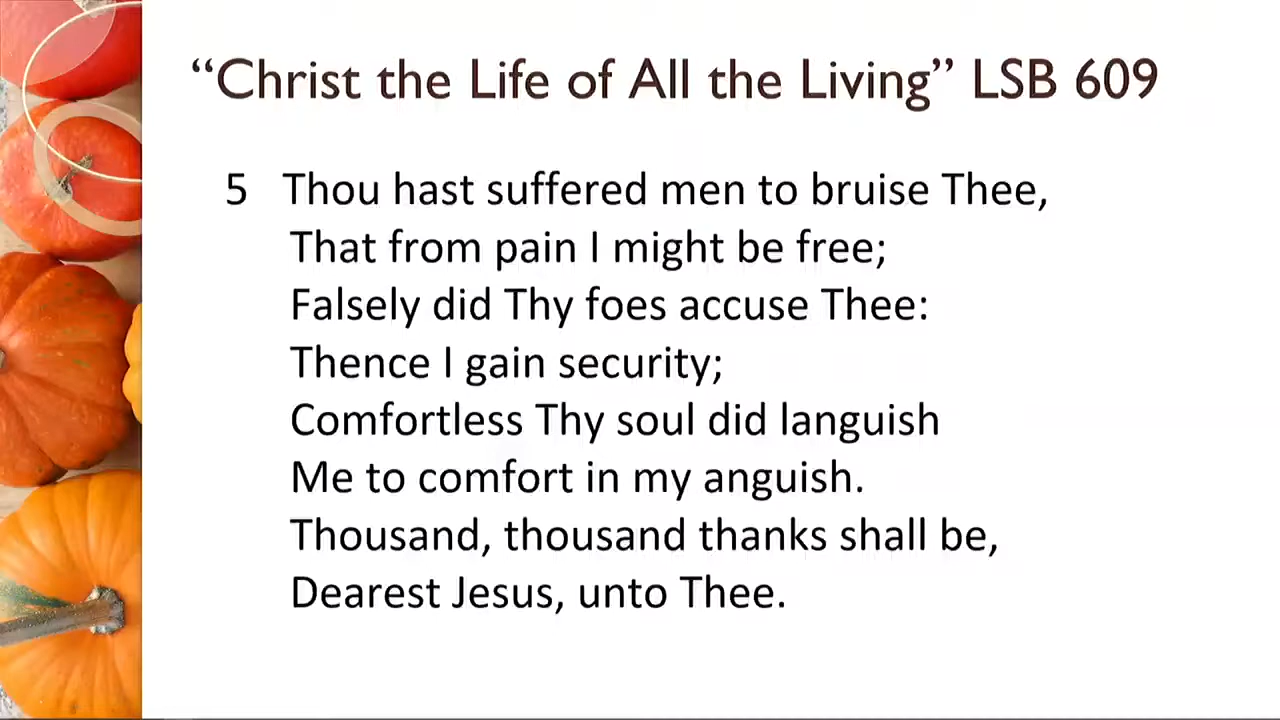 “Christ the Life of All the Living” LSB 609
5 Thou hast suffered men to bruise Thee,
That from pain I might be free;
Falsely did Thy foes accuse Thee:
Thence I gain security;
Comfortless Thy soul did languish
Me to comfort in my anguish.
Thousand, thousand thanks shall be,
Dearest Jesus, unto Thee.